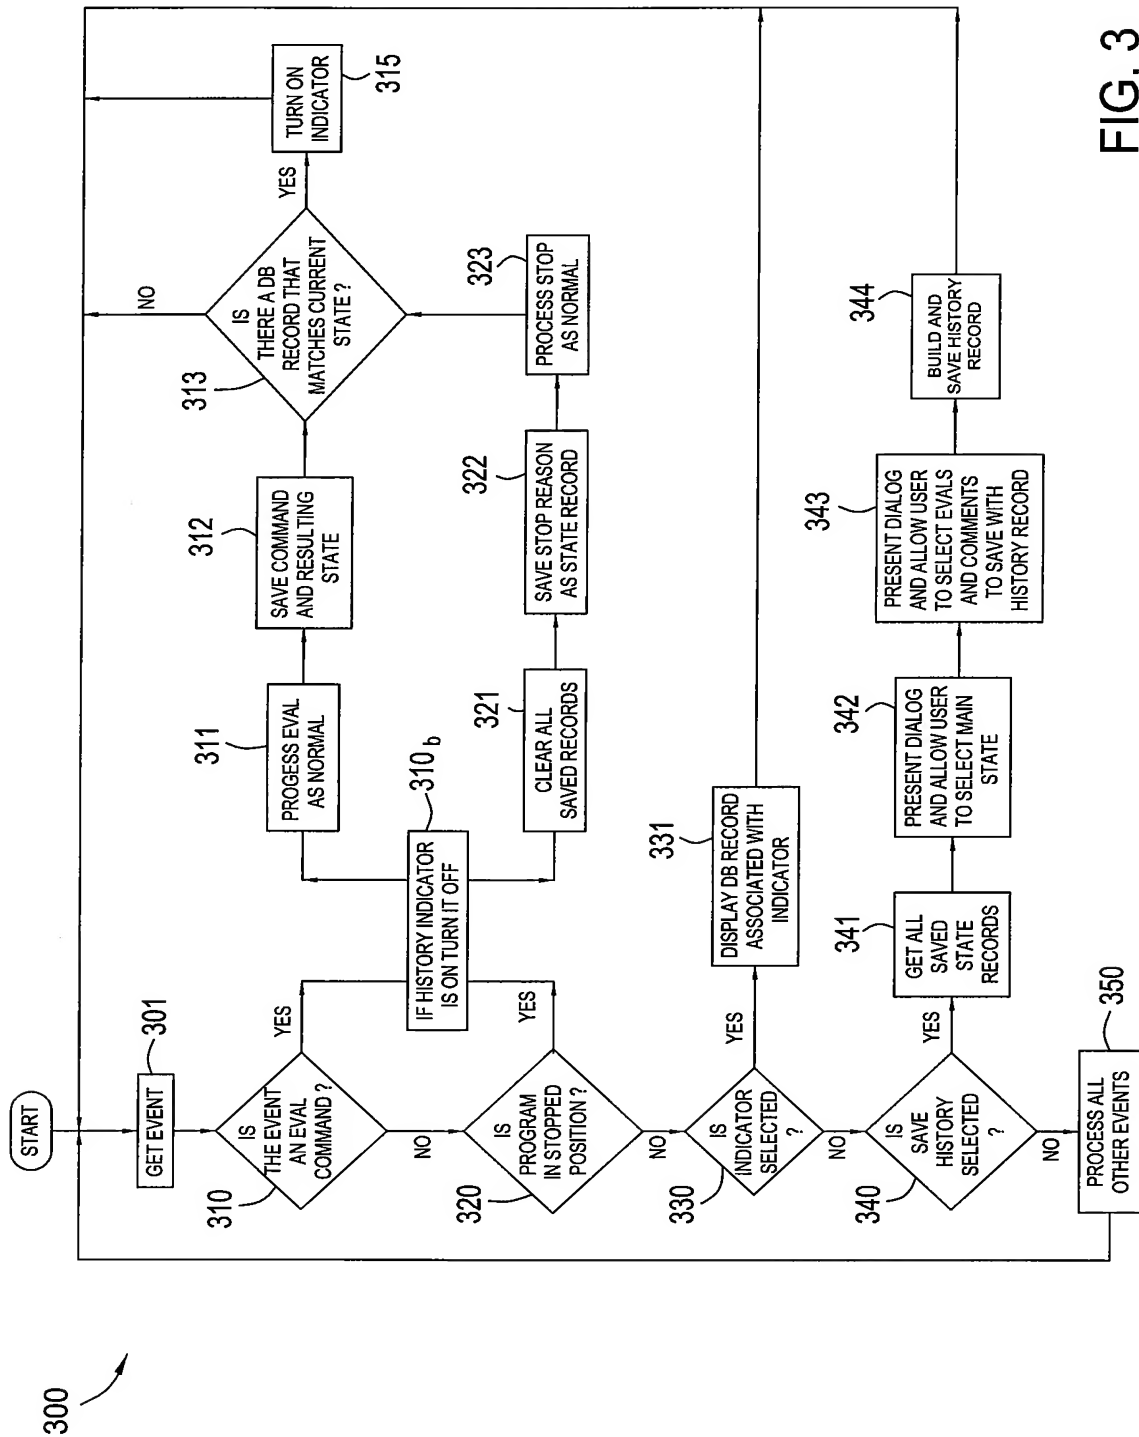 300
START
301
GET EVENT
310
IS
THE EVENT
AN EVAL
COMMAND ?
YES
NO
310b
IF HISTORY INDICATOR
IS ON TURN IT OFF
311
PROGESS EVAL
AS NORMAL
312
SAVE COMMAND
AND RESULTING
STATE
313
IS
THERE A DB
RECORD THAT
MATCHES CURRENT
STATE ?
NO
YES
315
TURN ON
INDICATOR
320
IS
PROGRAM
IN STOPPED
POSITION ?
YES
NO
321
CLEAR ALL
SAVED RECORDS
322
SAVE STOP REASON
AS STATE RECORD
323
PROCESS STOP
AS NORMAL
330
IS
INDICATOR
SELECTED
?
YES
NO
331
DISPLAY DB RECORD
ASSOCIATED WITH
INDICATOR
340
IS
SAVE
HISTORY
SELECTED
?
YES
NO
341
GET ALL
SAVED
STATE
RECORDS
342
PRESENT DIALOG
AND ALLOW USER
TO SELECT MAIN
STATE
343
PRESENT DIALOG
AND ALLOW USER
TO SELECT EVALS
AND COMMENTS
TO SAVE WITH
HISTORY RECORD
344
BUILD AND
SAVE HISTORY
RECORD
350
PROCESS ALL
OTHER EVENTS
FIG. 3